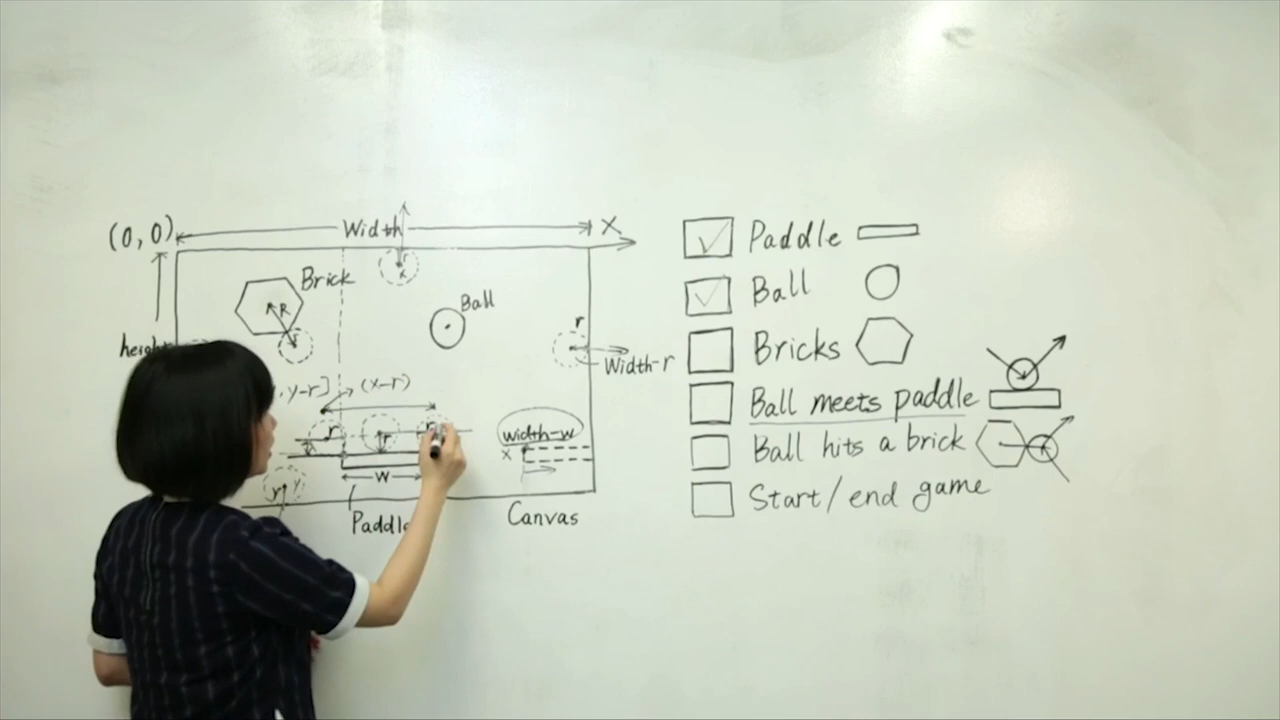 (0, 0)
Width
X
r
x
Brick
R
r
Ball
r
height
Width-r
, y-r]
(x-r)
r
r
r
width-w
x
w
r
y
Paddle
Canvas
Paddle
Ball
Bricks
Ball meets paddle
Ball hits a brick
Start/end game